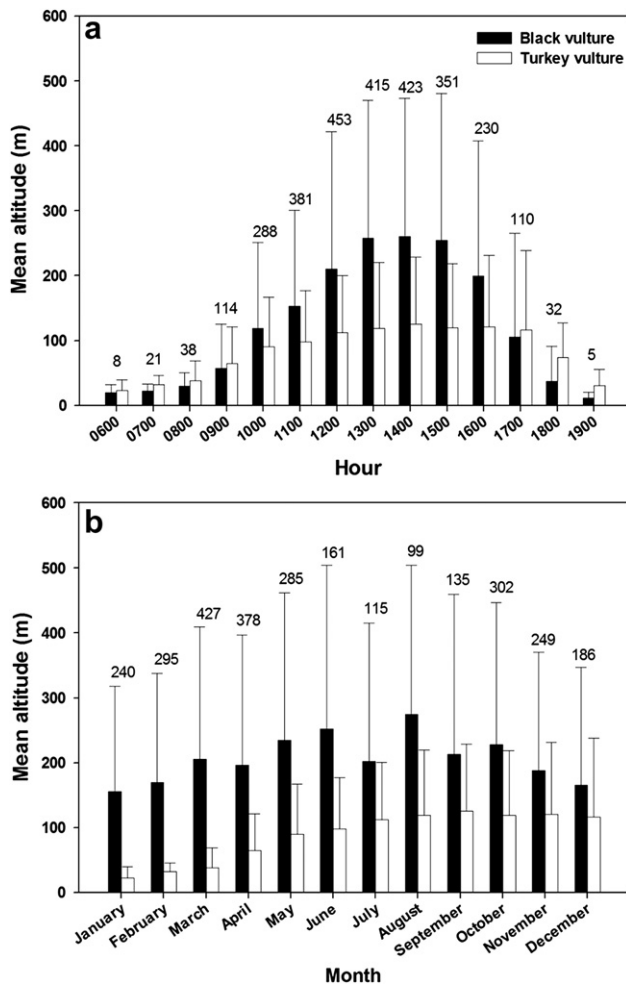 a
Black vulture
Turkey vulture
Mean altitude (m)
600
500
400
300
200
100
0
8 21 38 114 288 381 453 415 423 351 230 110 32 5
0600 0700 0800 0900 1000 1100 1200 1300 1400 1500 1600 1700 1800 1900
Hour
b
Mean altitude (m)
600
500
400
300
200
100
0
240 295 427 378 285 161 115 99 135 302 249 186
January February March April May June July August September October November December
Month